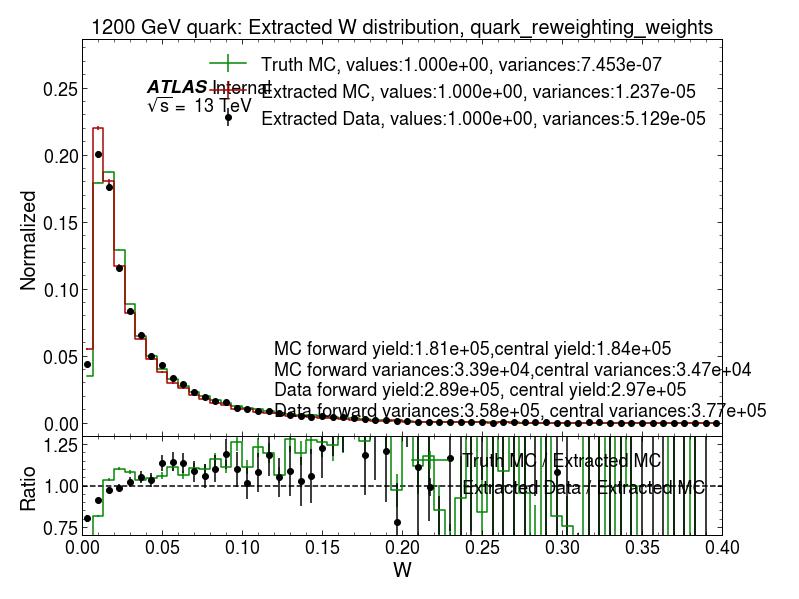 1200 GeV quark: Extracted W distribution, quark_reweighting_weights
Truth MC, values:1.000e+00, variances:7.453e-07
ATLAS Internal
Extracted MC, values:1.000e+00, variances:1.237e-05
√s = 13 TeV
Extracted Data, values:1.000e+00, variances:5.129e-05
Normalized
0.25
0.20
0.15
0.10
0.05
0.00
MC forward yield:1.81e+05,central yield:1.84e+05
MC forward variances:3.39e+04,central variances:3.47e+04
Data forward yield:2.89e+05, central yield:2.97e+05
Data forward variances:3.58e+05, central variances:3.77e+05
Ratio
1.25
1.00
0.75
Truth MC / Extracted MC
Extracted Data / Extracted MC
0.00 0.05 0.10 0.15 0.20 0.25 0.30 0.35 0.40
W